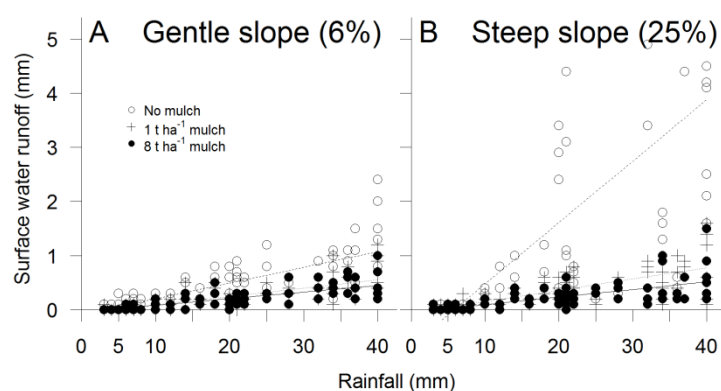 A Gentle slope (6%)
B Steep slope (25%)
Surface water runoff (mm)
5
4
3
2
1
0
No mulch
1 t ha⁻¹ mulch
8 t ha⁻¹ mulch
0 5 10 20 30 40
0 5 10 20 30 40
Rainfall (mm)